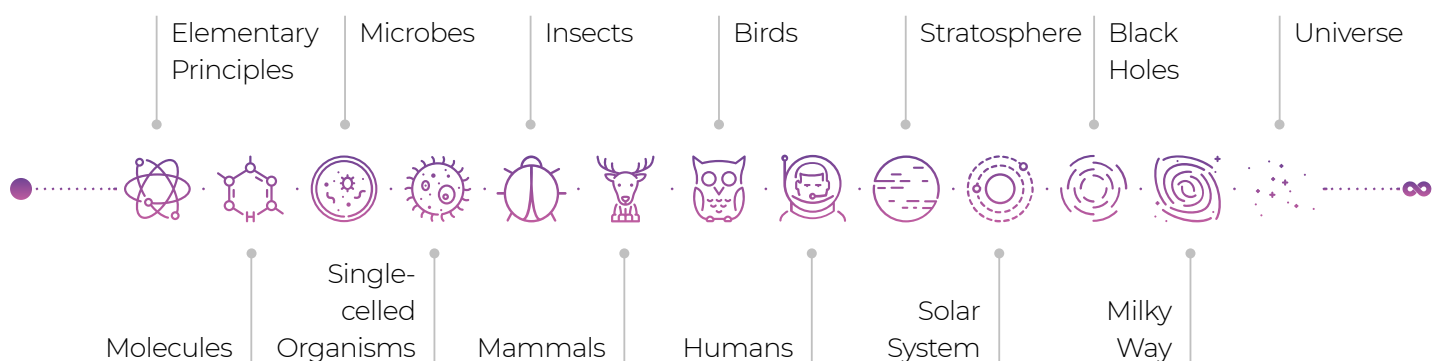 Elementary
Principles
Microbes
Insects
Birds
Stratosphere
Black
Holes
Universe
H
Molecules
Single-
celled
Organisms
Mammals
Humans
Solar
System
Milky
Way